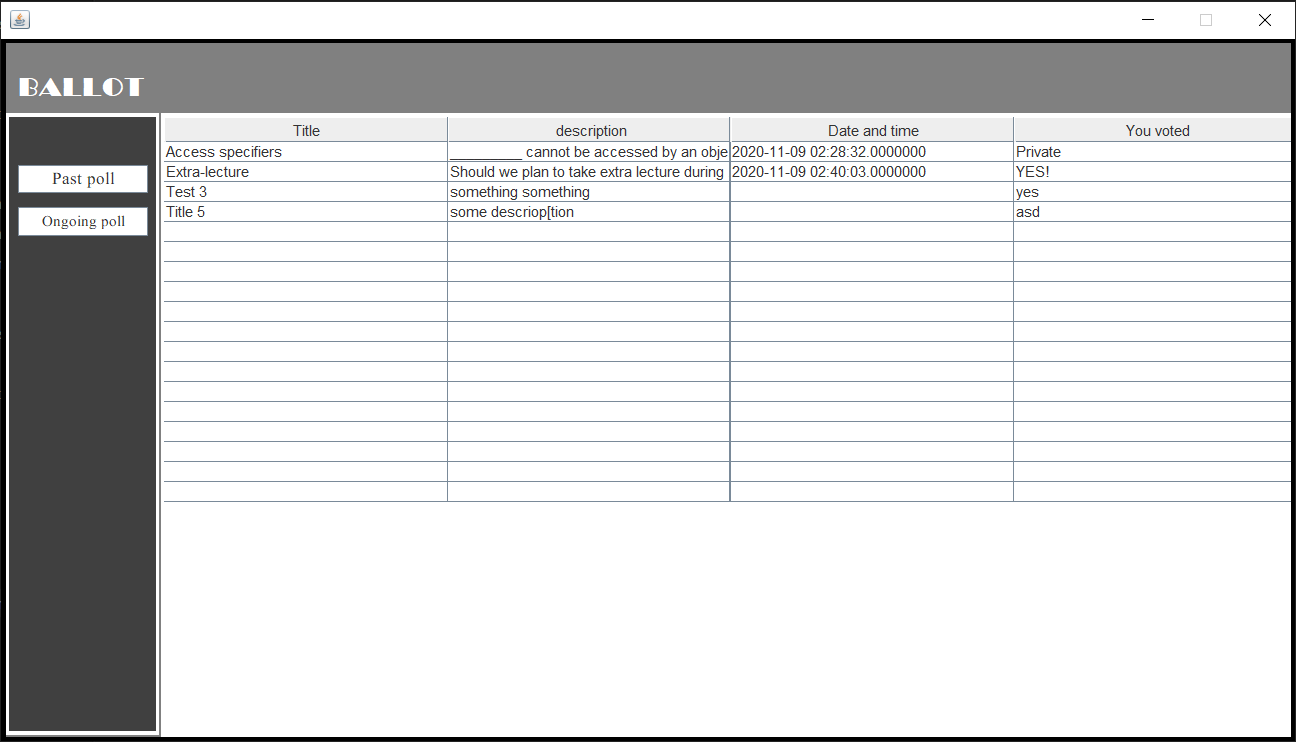 BALLOT
Past poll
Ongoing poll
Title description Date and time You voted
Access specifiers _________ cannot be accessed by an obje 2020-11-09 02:28:32.0000000 Private
Extra-lecture Should we plan to take extra lecture during 2020-11-09 02:40:03.0000000 YES!
Test 3 something something yes
Title 5 some descriop[tion asd